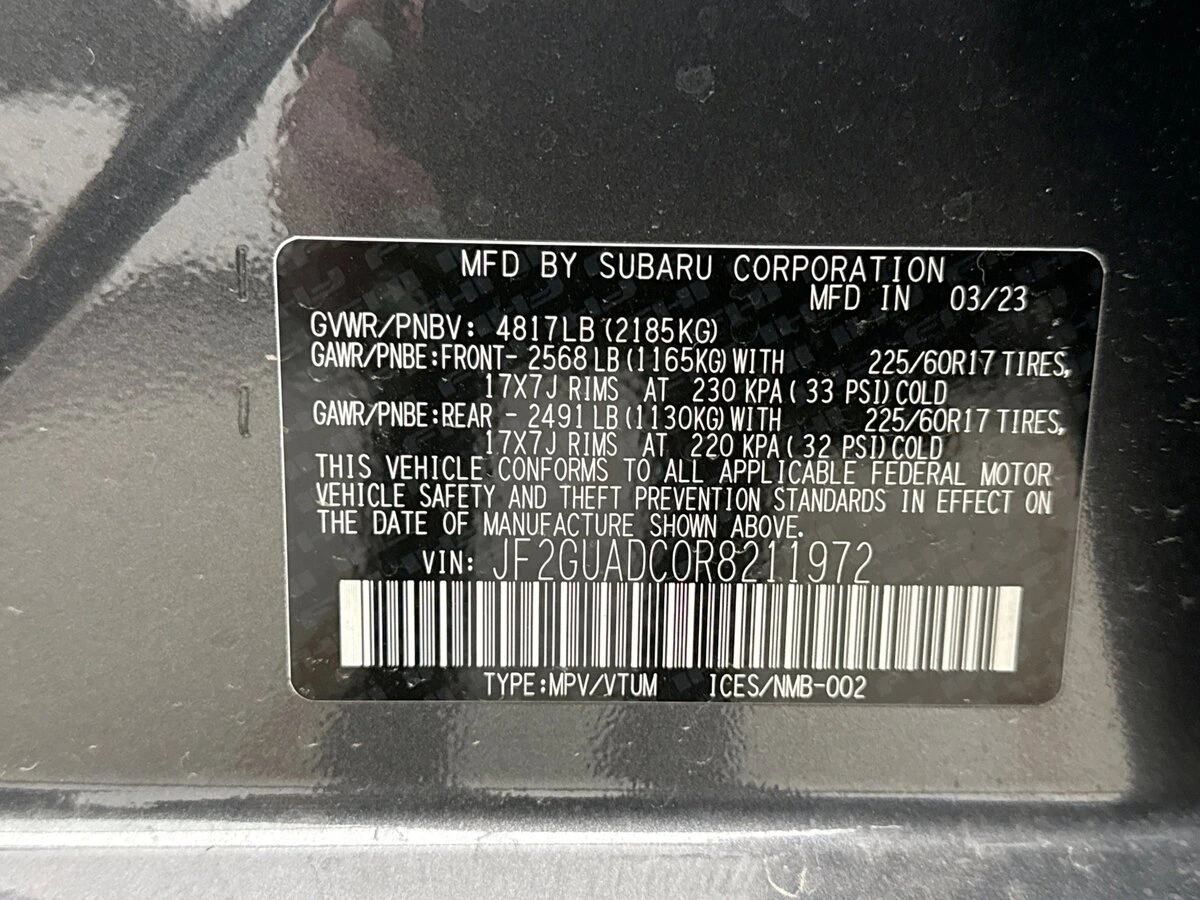 MFD BY SUBARU CORPORATION
MFD IN 03/23
GVWR/PNBV: 4817LB (2185KG)
GAWR/PNBE:FRONT- 2568 LB (1165KG) WITH 225/60R17 TIRES,
17X7J RIMS AT 230 KPA ( 33 PSI) COLD
GAWR/PNBE:REAR - 2491 LB (1130KG) WITH 225/60R17 TIRES,
17X7J RIMS AT 220 KPA ( 32 PSI) COLD
THIS VEHICLE CONFORMS TO ALL APPLICABLE FEDERAL MOTOR
VEHICLE SAFETY AND THEFT PREVENTION STANDARDS IN EFFECT ON
THE DATE OF MANUFACTURE SHOWN ABOVE.
VIN: JF2GUADC0R8211972
TYPE:MPV/VTUM ICES/NMB-002